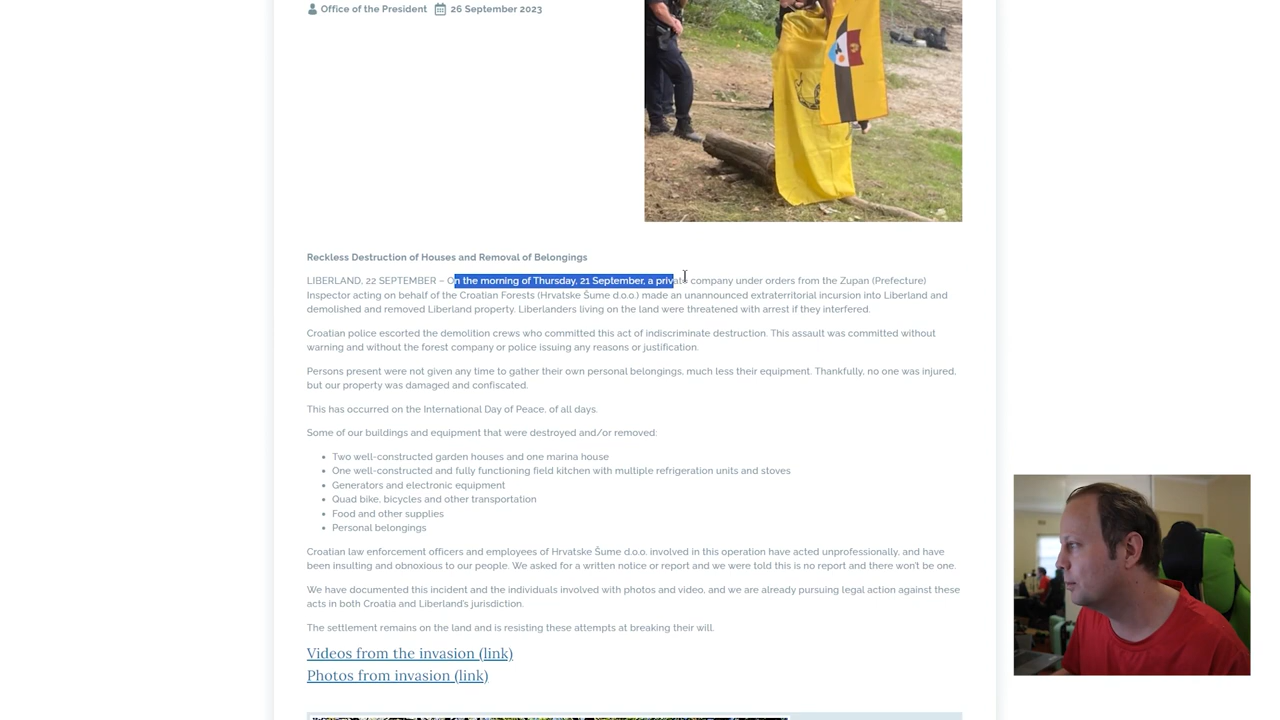 Office of the President 26 September 2023
Reckless Destruction of Houses and Removal of Belongings
LIBERLAND, 22 SEPTEMBER – On the morning of Thursday, 21 September, a private company under orders from the Zupan (Prefecture)
Inspector acting on behalf of the Croatian Forests (Hrvatske Šume d.o.o.) made an unannounced extraterritorial incursion into Liberland and
demolished and removed Liberland property. Liberlanders living on the land were threatened with arrest if they interfered.
Croatian police escorted the demolition crews who committed this act of indiscriminate destruction. This assault was committed without
warning and without the forest company or police issuing any reasons or justification.
Persons present were not given any time to gather their own personal belongings, much less their equipment. Thankfully, no one was injured,
but our property was damaged and confiscated.
This has occurred on the International Day of Peace, of all days.
Some of our buildings and equipment that were destroyed and/or removed:
• Two well-constructed garden houses and one marina house
• One well-constructed and fully functioning field kitchen with multiple refrigeration units and stoves
• Generators and electronic equipment
• Quad bike, bicycles and other transportation
• Food and other supplies
• Personal belongings
Croatian law enforcement officers and employees of Hrvatske Šume d.o.o. involved in this operation have acted unprofessionally, and have
been insulting and obnoxious to our people. We asked for a written notice or report and we were told this is no report and there won't be one.
We have documented this incident and the individuals involved with photos and video, and we are already pursuing legal action against these
acts in both Croatia and Liberland's jurisdiction.
The settlement remains on the land and is resisting these attempts at breaking their will.
Videos from the invasion (link)
Photos from invasion (link)